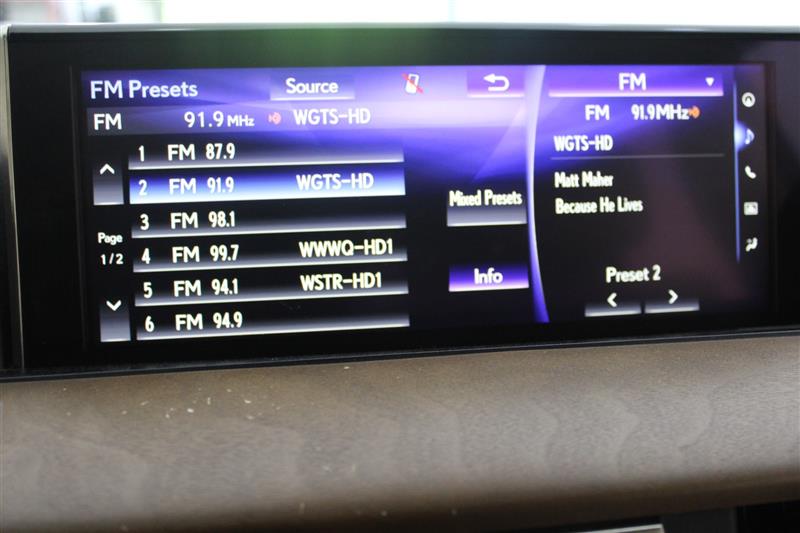 FM Presets
Source
FM 91.9 MHz WGTS-HD
1 FM 87.9
2 FM 91.9 WGTS-HD
3 FM 98.1
4 FM 99.7 WWWQ-HD1
5 FM 94.1 WSTR-HD1
6 FM 94.9
Page
1/2
Mixed Presets
Info
FM
FM 91.9MHz
WGTS-HD
Matt Maher
Because He Lives
Preset 2